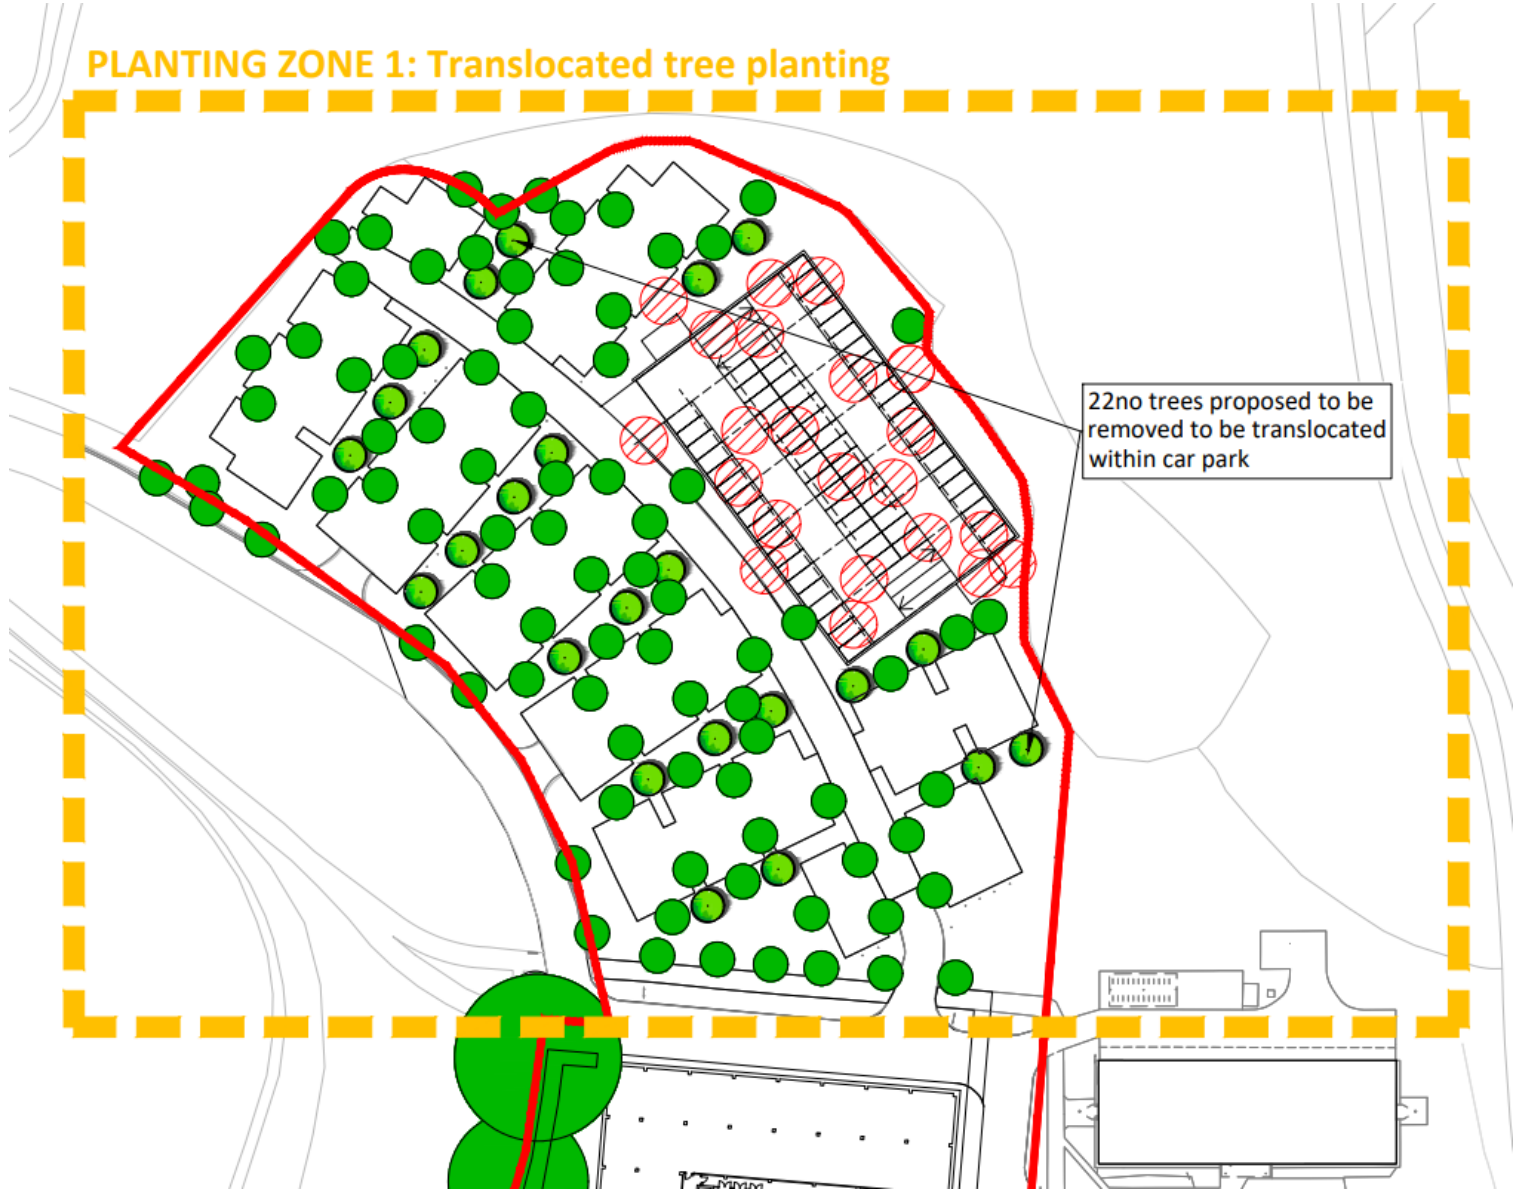 PLANTING ZONE 1: Translocated tree planting
22no trees proposed to be
removed to be translocated
within car park